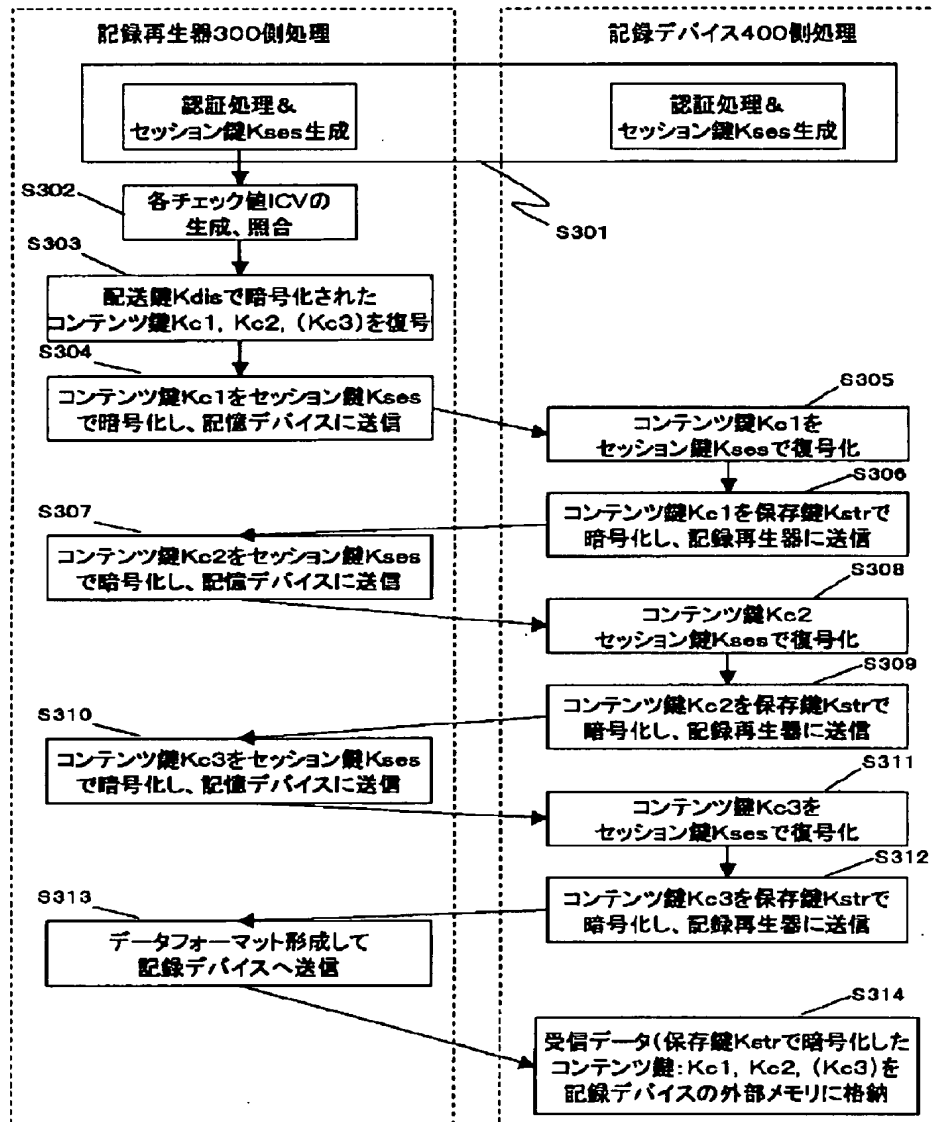 記録再生器300側処理
記録デバイス400側処理
認証処理&
セッション鍵Kses生成
認証処理&
セッション鍵Kses生成
S301
S302
各チェック値ICVの
生成、照合
S303
配送鍵Kdisで暗号化された
コンテンツ鍵Kc1, Kc2, (Kc3)を復号
S304
コンテンツ鍵Kc1をセッション鍵Kses
で暗号化し、記憶デバイスに送信
S305
コンテンツ鍵Kc1を
セッション鍵Ksesで復号化
S306
コンテンツ鍵Kc1を保存鍵Kstrで
暗号化し、記録再生器に送信
S307
コンテンツ鍵Kc2をセッション鍵Kses
で暗号化し、記憶デバイスに送信
S308
コンテンツ鍵Kc2
セッション鍵Ksesで復号化
S309
コンテンツ鍵Kc2を保存鍵Kstrで
暗号化し、記録再生器に送信
S310
コンテンツ鍵Kc3をセッション鍵Kses
で暗号化し、記憶デバイスに送信
S311
コンテンツ鍵Kc3を
セッション鍵Ksesで復号化
S312
コンテンツ鍵Kc3を保存鍵Kstrで
暗号化し、記録再生器に送信
S313
データフォーマット形成して
記録デバイスへ送信
S314
受信データ(保存鍵Kstrで暗号化した
コンテンツ鍵:Kc1, Kc2, (Kc3)を
記録デバイスの外部メモリに格納